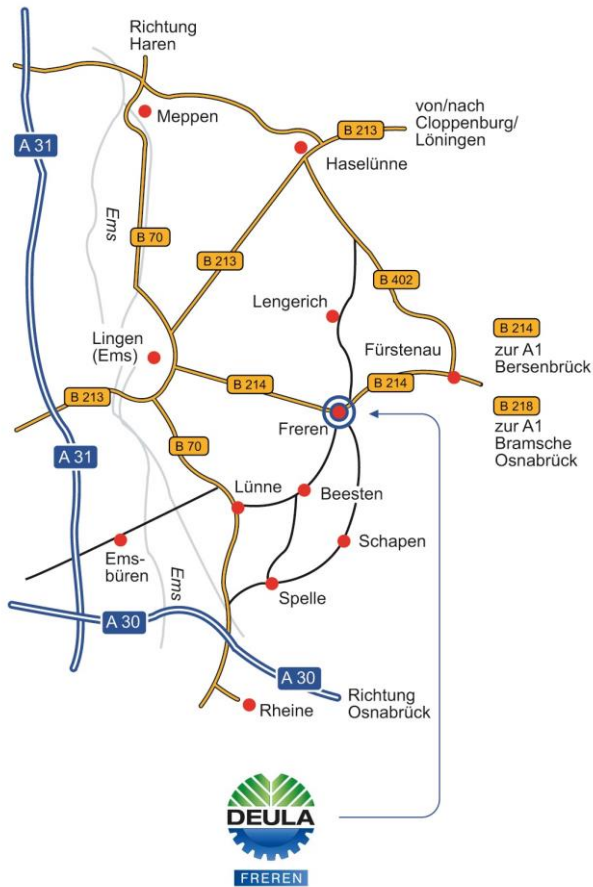 Richtung
Haren
Meppen
B 213
von/nach
Cloppenburg/
Löningen
A 31
Haselünne
Ems
B 70
B 213
B 402
Lengerich
B 214
zur A1
Bersenbrück
Lingen
(Ems)
Fürstenau
B 214
B 214
B 213
B 218
zur A1
Bramsche
Osnabrück
Freren
B 70
A 31
Lünne
Beesten
Schapen
Ems-
büren
Ems
Spelle
A 30
A 30
Richtung
Osnabrück
Rheine
DEULA
FREREN